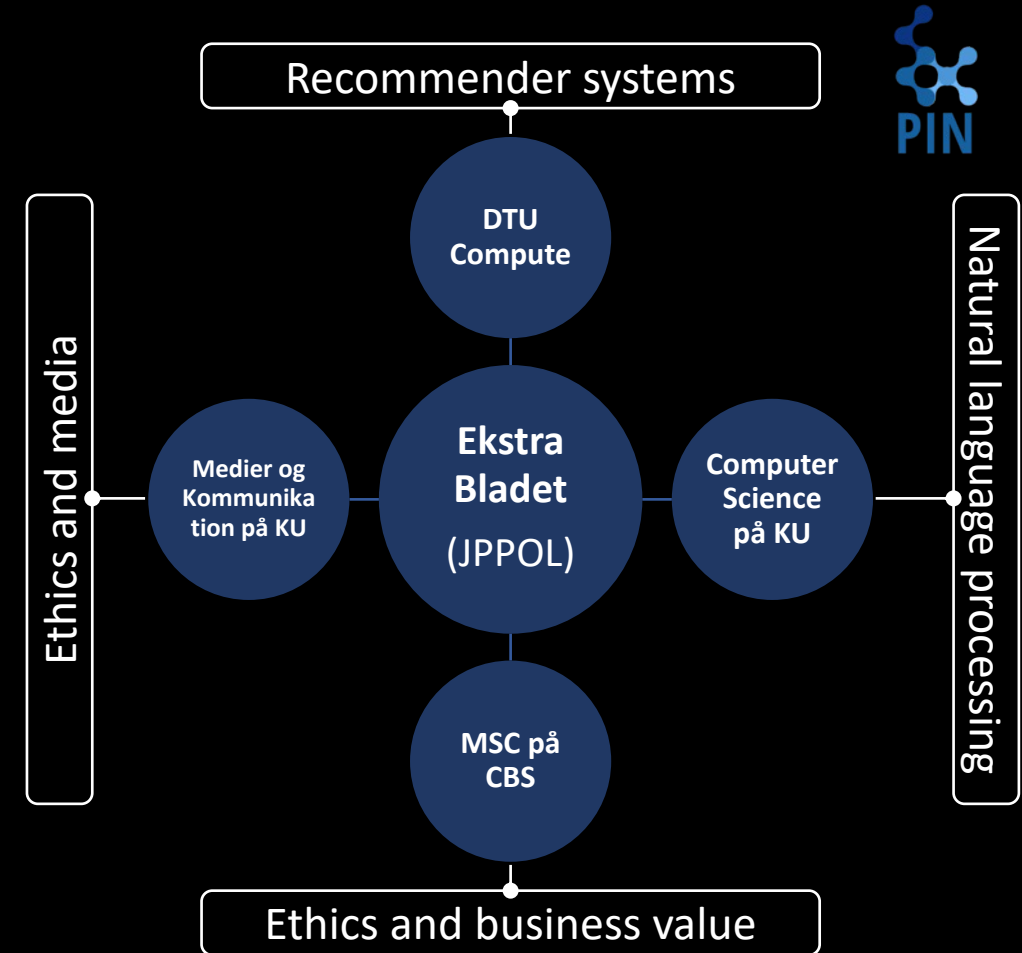 Recommender systems
PIN
DTU
Compute
Ethics and media
Medier og
Kommunika
tion på KU
Ekstra
Bladet
(JPPOL)
Computer
Science
på KU
Natural language processing
MSC på
CBS
Ethics and business value